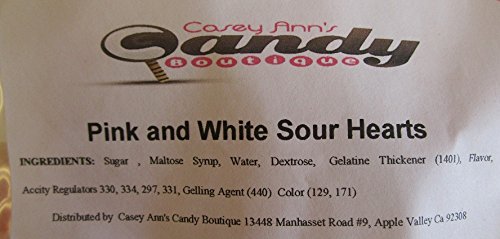 Casey Ann's
Candy
Boutique
Pink and White Sour Hearts
INGREDIENTS: Sugar , Maltose Syrup, Water, Dextrose, Gelatine Thickener (1401), Flavor,
Accity Regulators 330, 334, 297, 331, Gelling Agent (440) Color (129, 171)
Distributed by Casey Ann's Candy Boutique 13448 Manhasset Road #9, Apple Valley Ca 92308